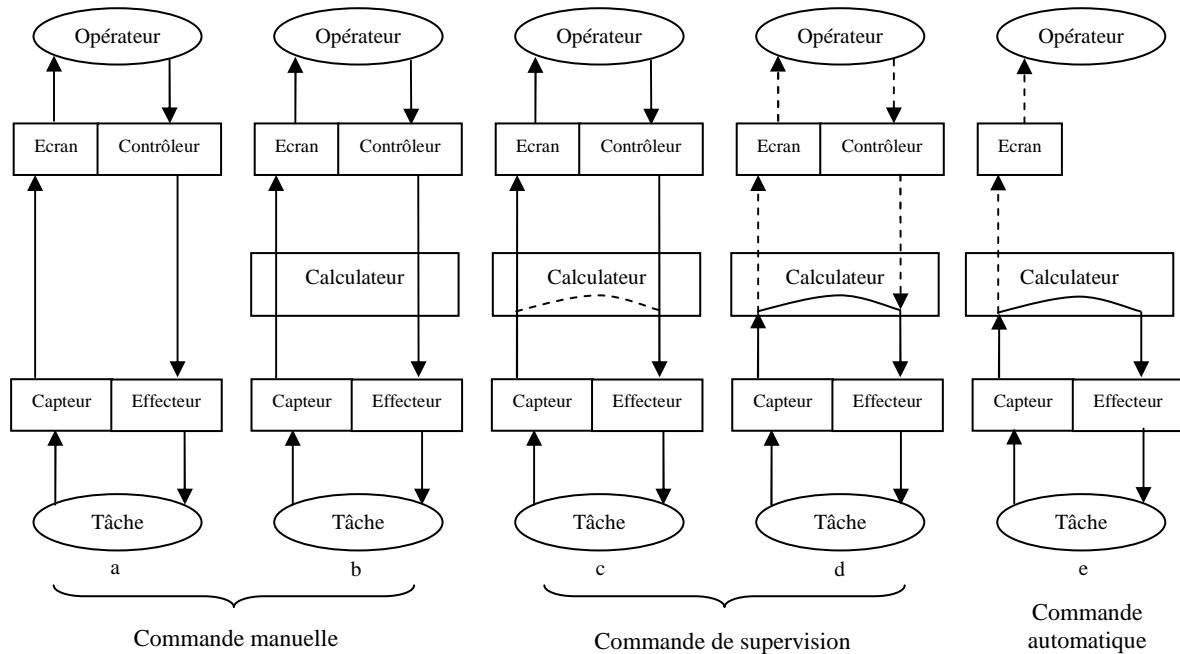 Opérateur Opérateur Opérateur Opérateur Opérateur
Ecran Contrôleur Ecran Contrôleur Ecran Contrôleur Ecran Contrôleur Ecran
Calculateur Calculateur Calculateur Calculateur
Capteur Effecteur Capteur Effecteur Capteur Effecteur Capteur Effecteur Capteur Effecteur
Tâche Tâche Tâche Tâche Tâche
a b c d e
Commande manuelle Commande de supervision Commande
automatique